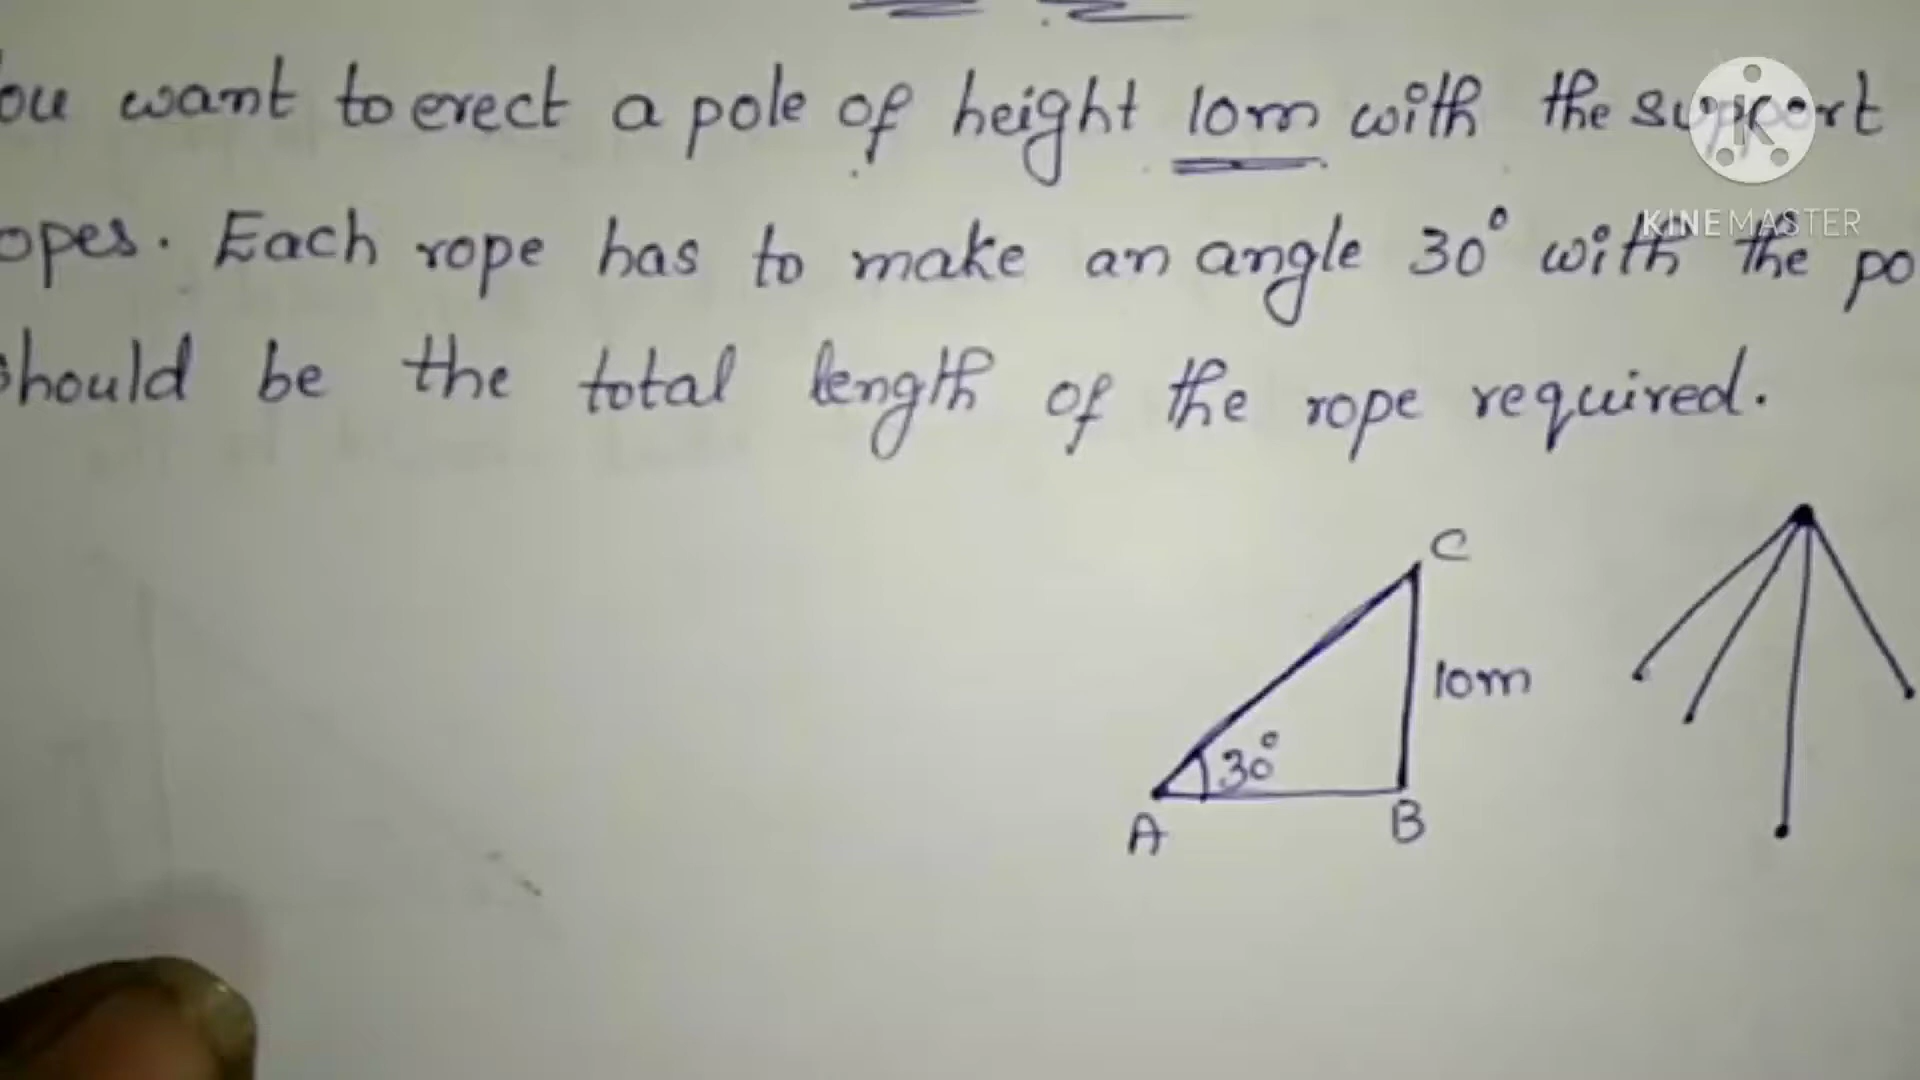 ou want to erect a pole of height 10m with the support
opes. Each rope has to make an angle 30° with the po
should be the total length of the rope required.
C
10m
30°
A
B
KINEMASTER